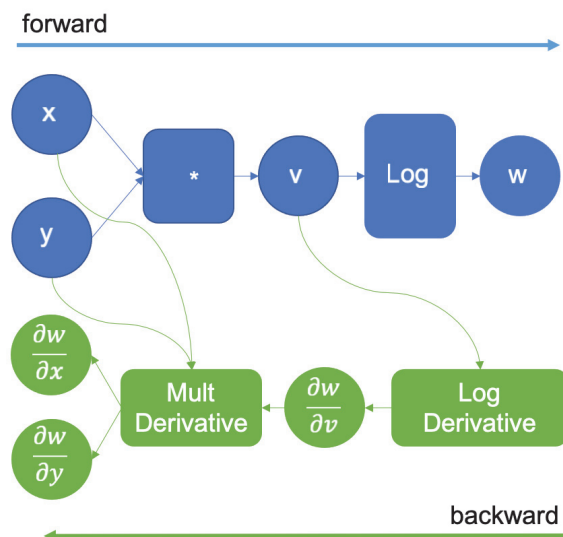 forward
x
*
v
Log
w
y
∂w
∂x
Mult
Derivative
∂w
∂v
Log
Derivative
∂w
∂y
backward